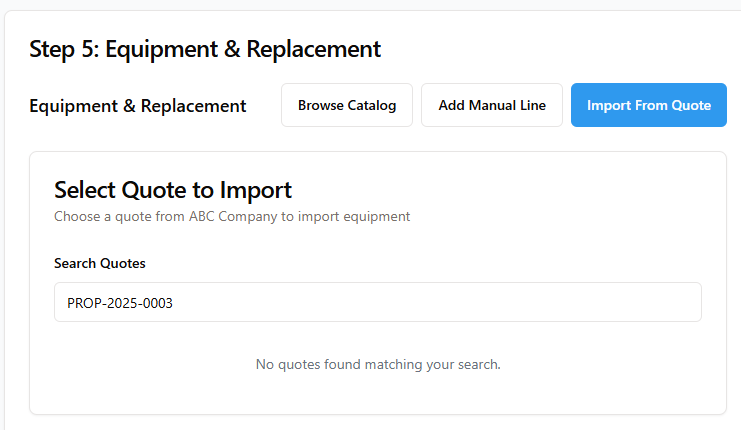 Step 5: Equipment & Replacement
Equipment & Replacement
Browse Catalog
Add Manual Line
Import From Quote
Select Quote to Import
Choose a quote from ABC Company to import equipment
Search Quotes
PROP-2025-0003
No quotes found matching your search.